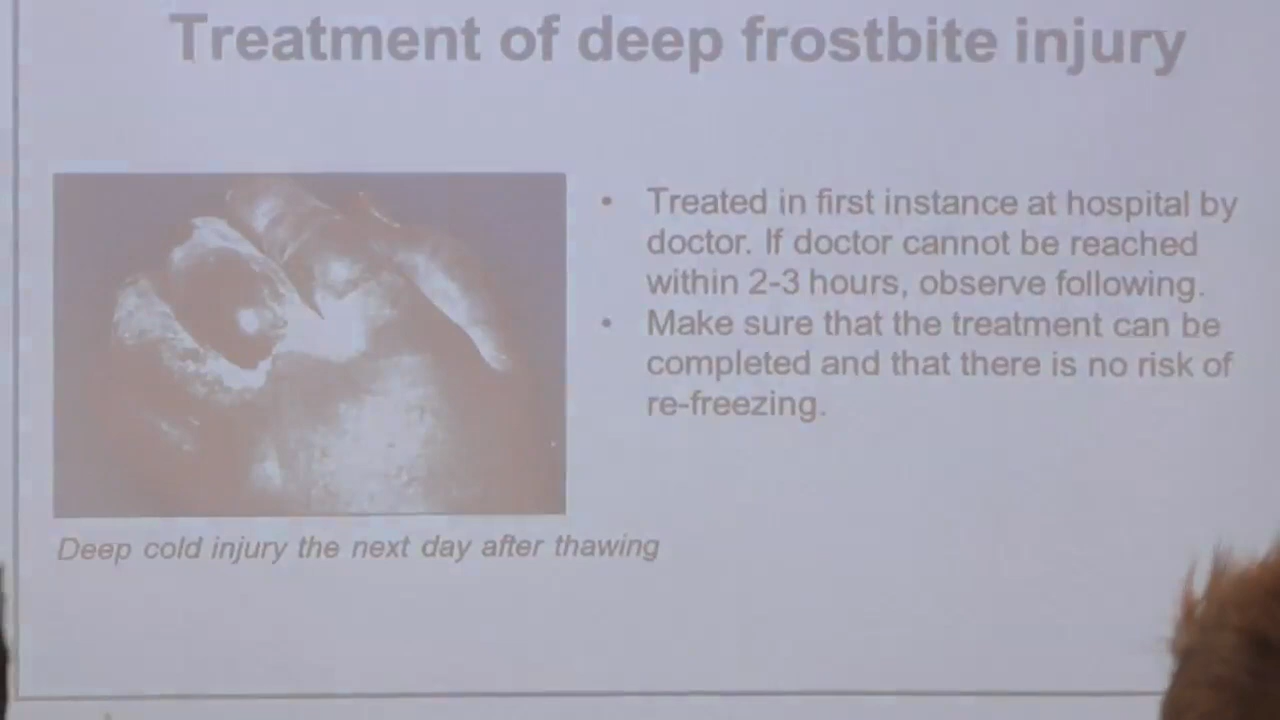 Treatment of deep frostbite injury
• Treated in first instance at hospital by
doctor. If doctor cannot be reached
within 2-3 hours, observe following.
• Make sure that the treatment can be
completed and that there is no risk of
re-freezing.
Deep cold injury the next day after thawing